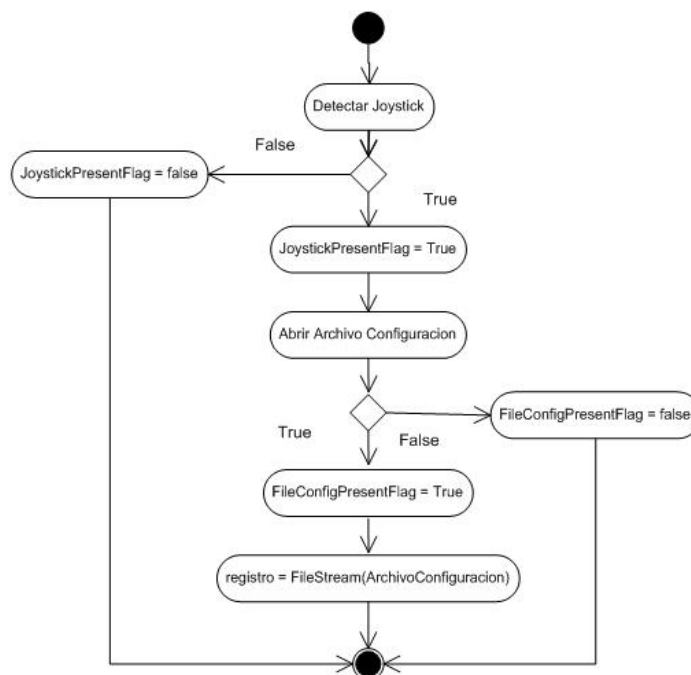 Detectar Joystick
False
JoystickPresentFlag = false
True
JoystickPresentFlag = True
Abrir Archivo Configuracion
FileConfigPresentFlag = false
True
False
FileConfigPresentFlag = True
registro = FileStream(ArchivoConfiguracion)